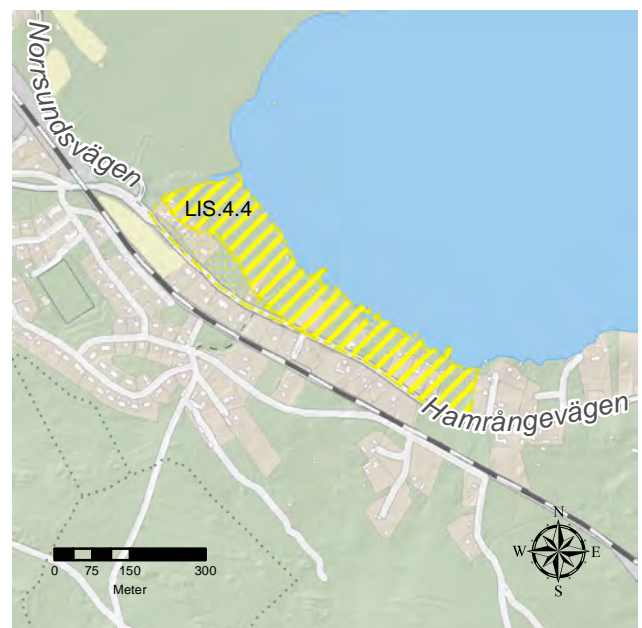 Norrsundsvägen
LIS.4.4
Hamrångevägen
N
W E
S
0 75 150 300
Meter